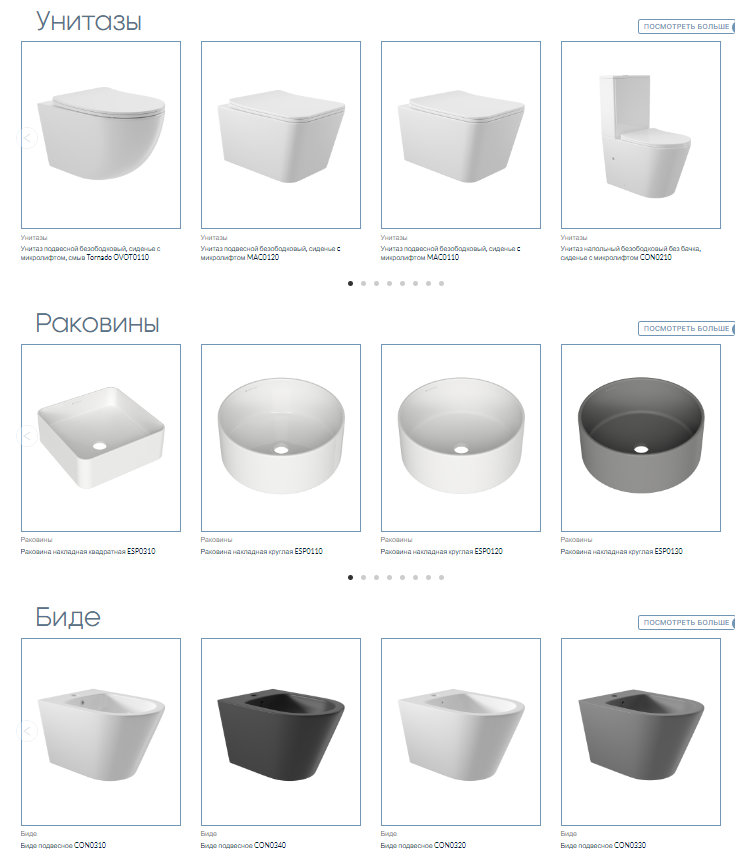 Унитазы
ПОСМОТРЕТЬ БОЛЬШЕ
Унитазы
Унитаз подвесной безободковый, сиденье с
микролифтом, смыв Tornado OVOT0110
Унитазы
Унитаз подвесной безободковый, сиденье с
микролифтом MAC0120
Унитазы
Унитаз подвесной безободковый, сиденье с
микролифтом MAC0110
Унитазы
Унитаз напольный безободковый без бачка,
сиденье с микролифтом CON0210
Раковины
ПОСМОТРЕТЬ БОЛЬШЕ
Раковины
Раковина накладная квадратная ESP0310
Раковины
Раковина накладная круглая ESP0110
Раковины
Раковина накладная круглая ESP0120
Раковины
Раковина накладная круглая ESP0130
Биде
ПОСМОТРЕТЬ БОЛЬШЕ
Биде
Биде подвесное CON0310
Биде
Биде подвесное CON0340
Биде
Биде подвесное CON0320
Биде
Биде подвесное CON0330